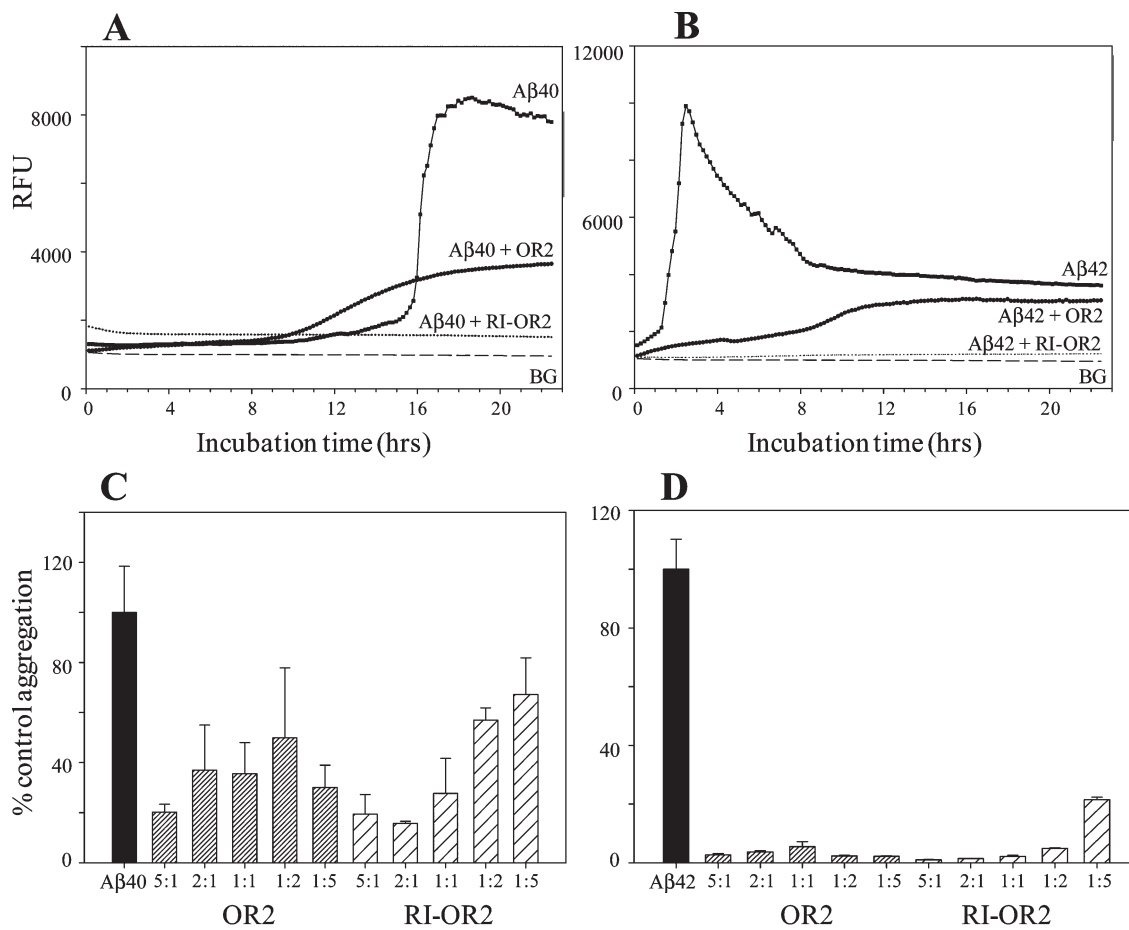 A
RFU
8000
4000
0
Aβ40
Aβ40 + OR2
Aβ40 + RI-OR2
BG
0 4 8 12 16 20
Incubation time (hrs)
B
12000
6000
0
Aβ42
Aβ42 + OR2
Aβ42 + RI-OR2
BG
0 4 8 12 16 20
Incubation time (hrs)
C
% control aggregation
120
80
40
0
Aβ40 5:1 2:1 1:1 1:2 1:5 5:1 2:1 1:1 1:2 1:5
OR2 RI-OR2
D
120
80
40
0
Aβ42 5:1 2:1 1:1 1:2 1:5 5:1 2:1 1:1 1:2 1:5
OR2 RI-OR2